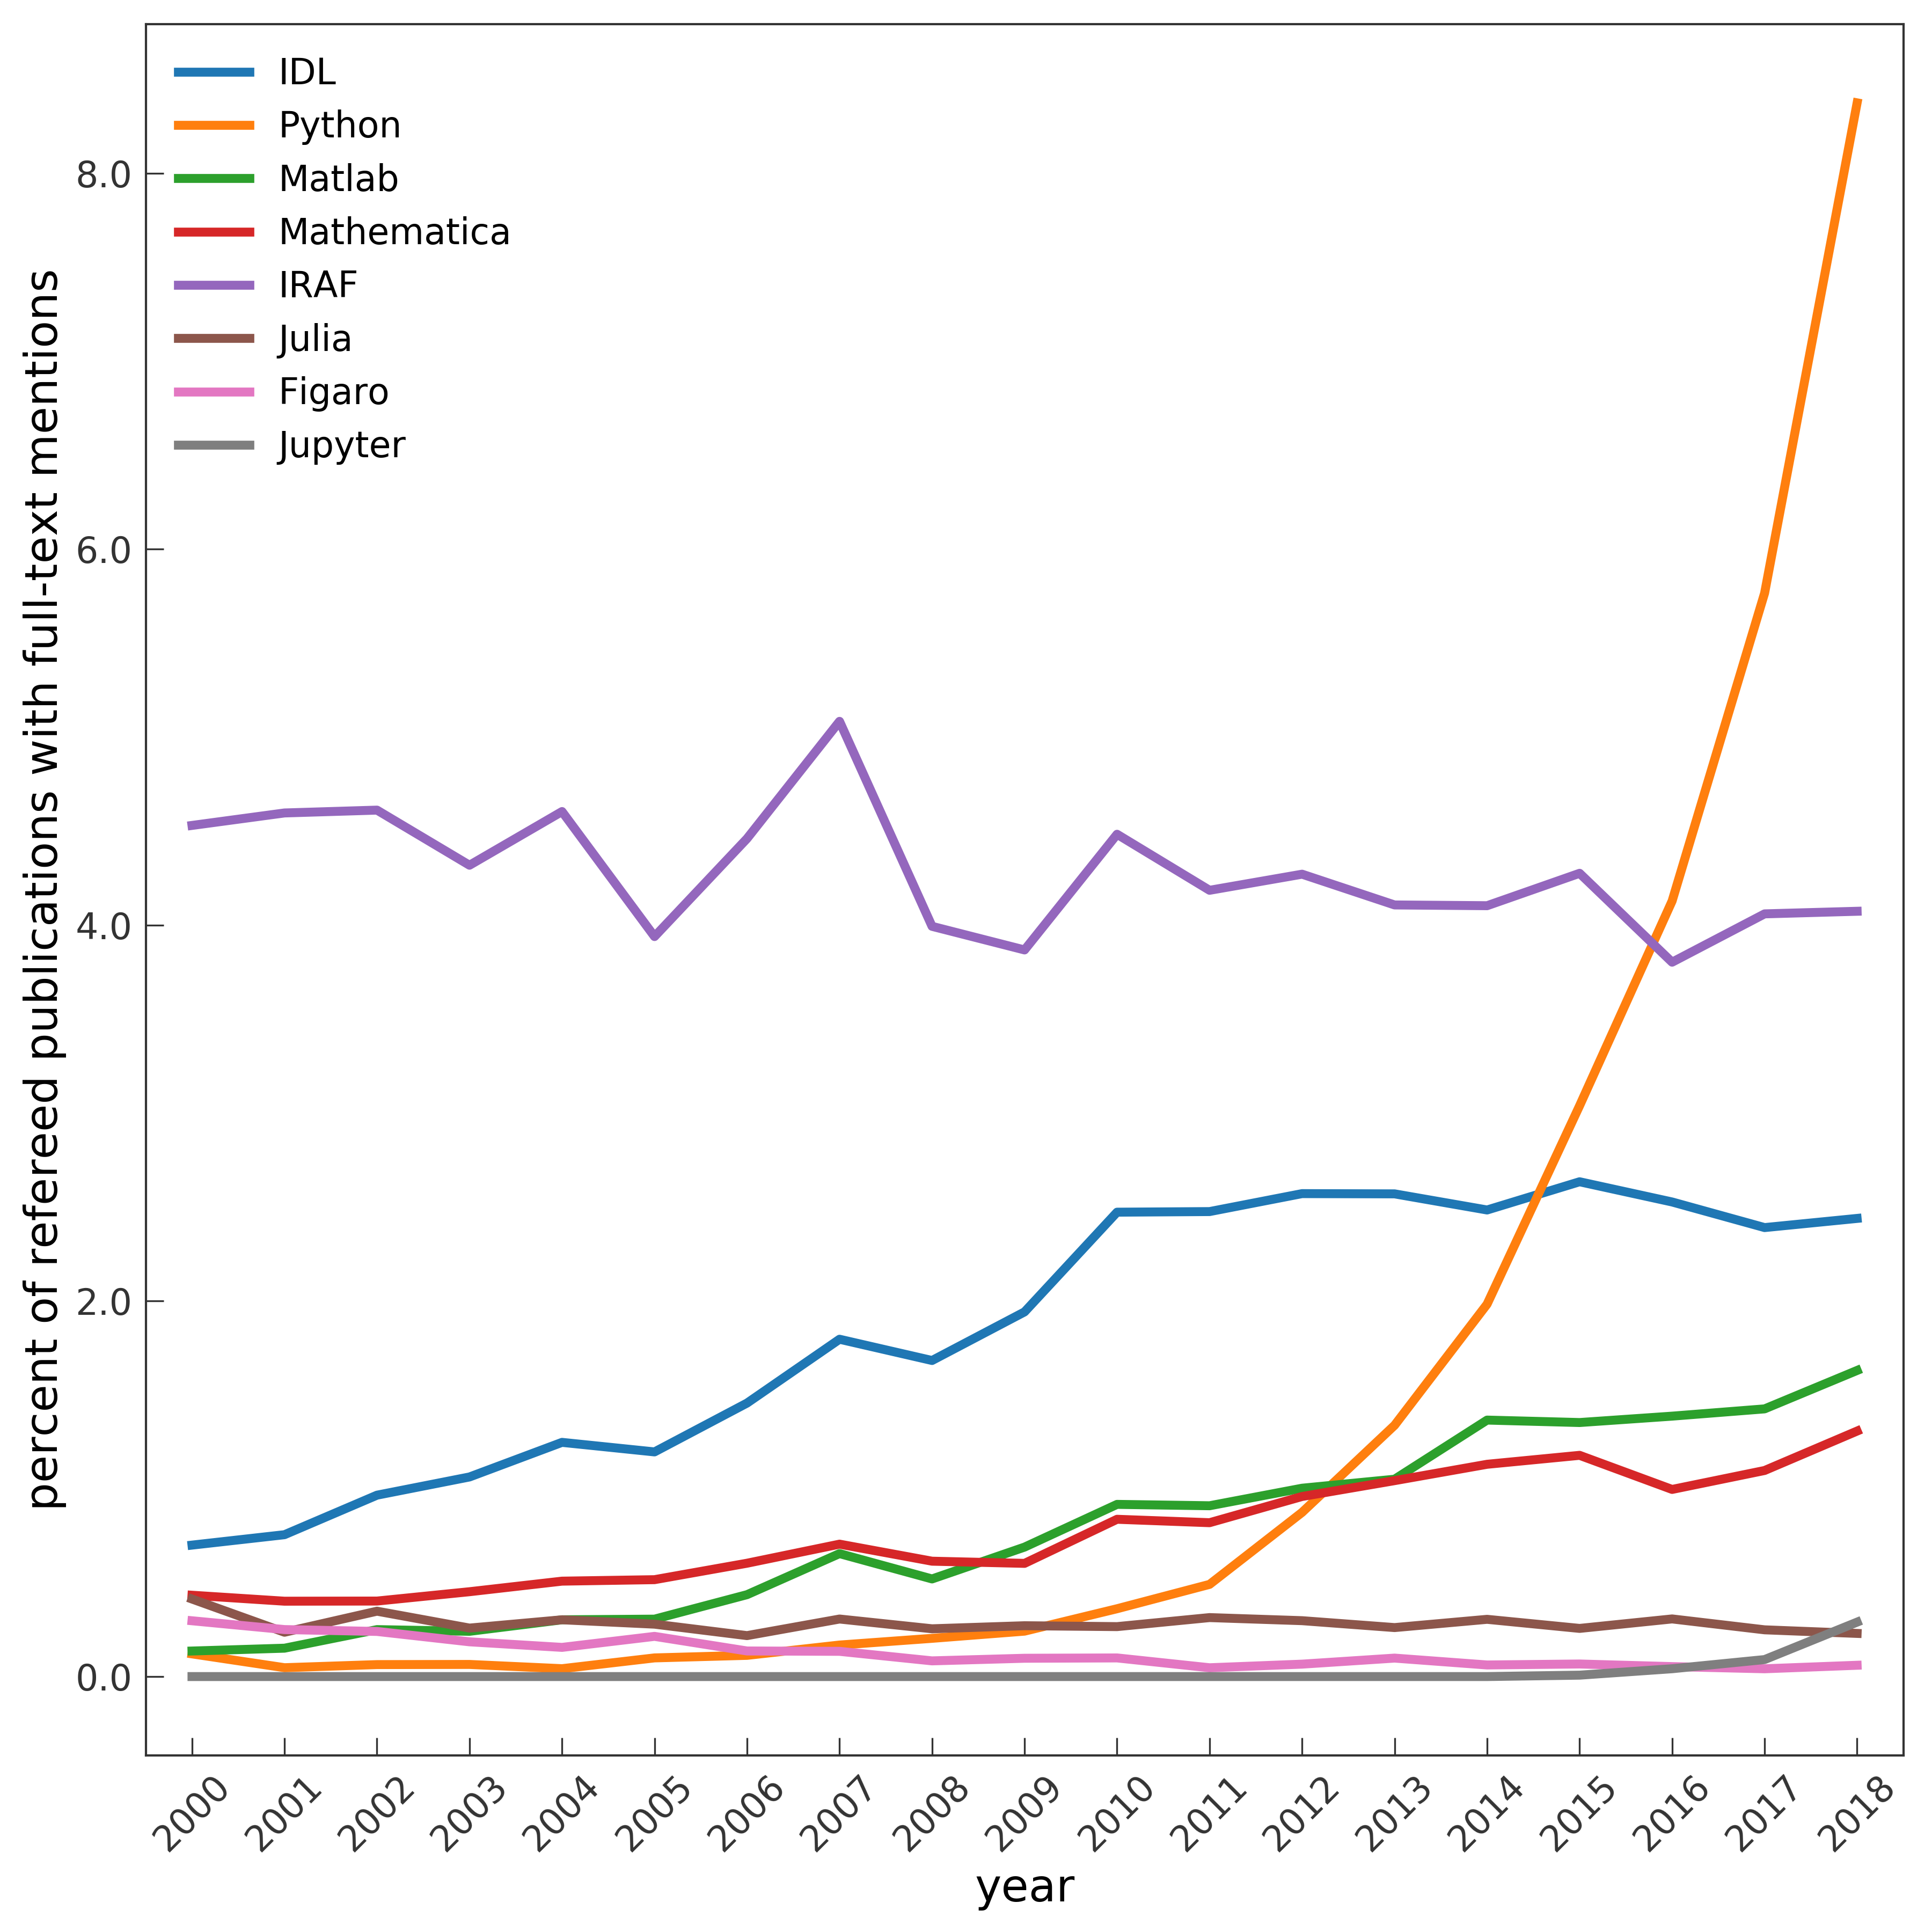 IDL
Python
Matlab
Mathematica
IRAF
Julia
Figaro
Jupyter
percent of refereed publications with full-text mentions
8.0
6.0
4.0
2.0
0.0
2000
2001
2002
2003
2004
2005
2006
2007
2008
2009
2010
2011
2012
2013
2014
2015
2016
2017
2018
year